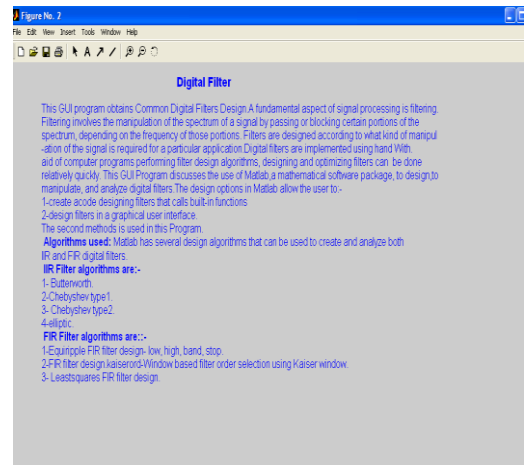 Figure No. 2
File Edit View Insert Tools Window Help
Digital Filter
This GUI program obtains Common Digital Filters Design.A fundamental aspect of signal processing is filtering.
Filtering involves the manipulation of the spectrum of a signal by passing or blocking certain portions of the
spectrum, depending on the frequency of those portions. Filters are designed according to what kind of manipul
-ation of the signal is required for a particular application.Digital filters are implemented using hand With.
aid of computer programs performing filter design algorithms, designing and optimizing filters can be done
relatively quickly. This GUI Program discusses the use of Matlab,a mathematical software package, to design,to
manipulate, and analyze digital filters.The design options in Matlab allow the user to:-
1-create acode designing filters that calls built-in functions
2-design filters in a graphical user interface.
The second methods is used in this Program.
Algorithms used: Matlab has several design algorithms that can be used to create and analyze both
IIR and FIR digital filters.
IIR Filter algorithms are:-
1- Butterworth.
2-Chebyshev type1.
3- Chebyshev type2.
4-elliptic.
FIR Filter algorithms are::-
1-Equiripple FIR filter design- low, high, band, stop.
2-FIR filter design.kaiserord-Window based filter order selection using Kaiser window.
3- Leastsquares FIR filter design.